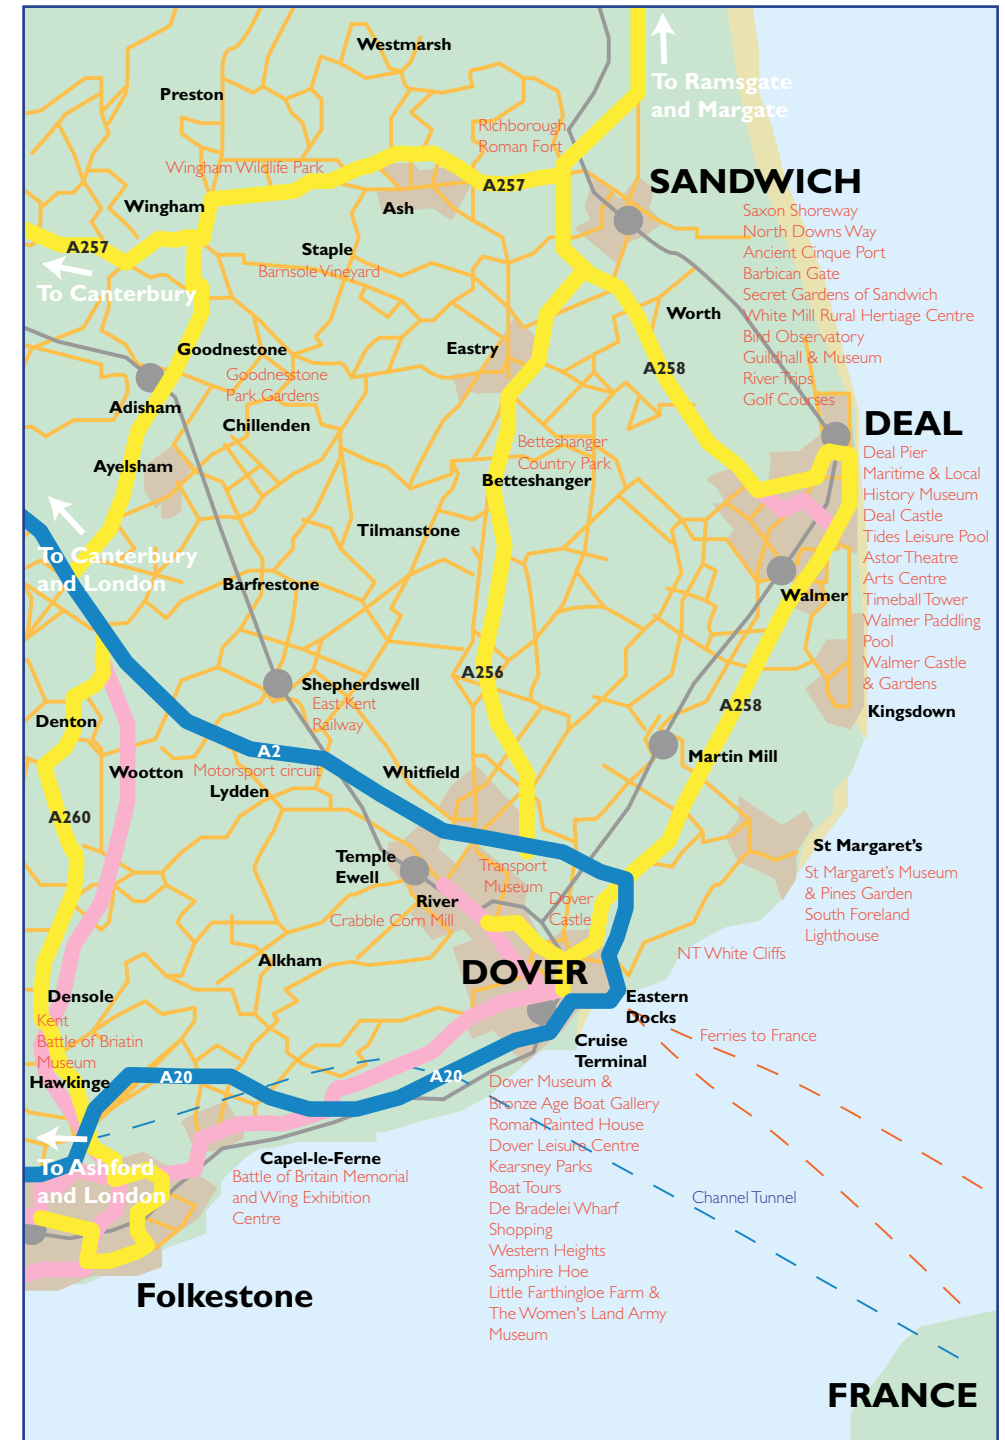 Westmarsh
To Ramsgate
and Margate
Preston
Richborough
Roman Fort
Wingham Wildlife Park
SANDWICH
A257
Wingham
Ash
Saxon Shoreway
North Downs Way
Ancient Cinque Port
Barbican Gate
Secret Gardens of Sandwich
White Mill Rural Hertiage Centre
Bird Observatory
Guildhall & Museum
River Trips
Golf Courses
A257
To Canterbury
Staple
Barnsole Vineyard
Worth
Goodnestone
Goodnesstone
Park Gardens
Eastry
A258
Adisham
Chillenden
DEAL
Deal Pier
Maritime & Local
History Museum
Deal Castle
Tides Leisure Pool
Astor Theatre
Arts Centre
Timeball Tower
Walmer Paddling
Pool
Walmer Castle
& Gardens
Ayelsham
Betteshanger
Country Park
Betteshanger
Tilmanstone
To Canterbury
and London
Barfrestone
Walmer
A256
Shepherdswell
East Kent
Railway
A258
Kingsdown
Denton
A2
Martin Mill
Wootton
Motorsport circuit
Lydden
Whitfield
A260
St Margaret's
St Margaret's Museum
& Pines Garden
South Foreland
Lighthouse
Temple
Ewell
Transport
Museum
River
Crabble Corn Mill
Dover
Castle
NT White Cliffs
Alkham
DOVER
Densole
Kent
Battle of Briatin
Museum
Hawkinge
Eastern
Docks
Ferries to France
Cruise
Terminal
A20
A20
Dover Museum &
Bronze Age Boat Gallery
Roman Painted House
Dover Leisure Centre
Kearsney Parks
Boat Tours
De Bradelei Wharf
Shopping
Western Heights
Samphire Hoe
Little Farthingloe Farm &
The Women's Land Army
Museum
To Ashford
and London
Capel-le-Ferne
Battle of Britain Memorial
and Wing Exhibition
Centre
Channel Tunnel
Folkestone
FRANCE